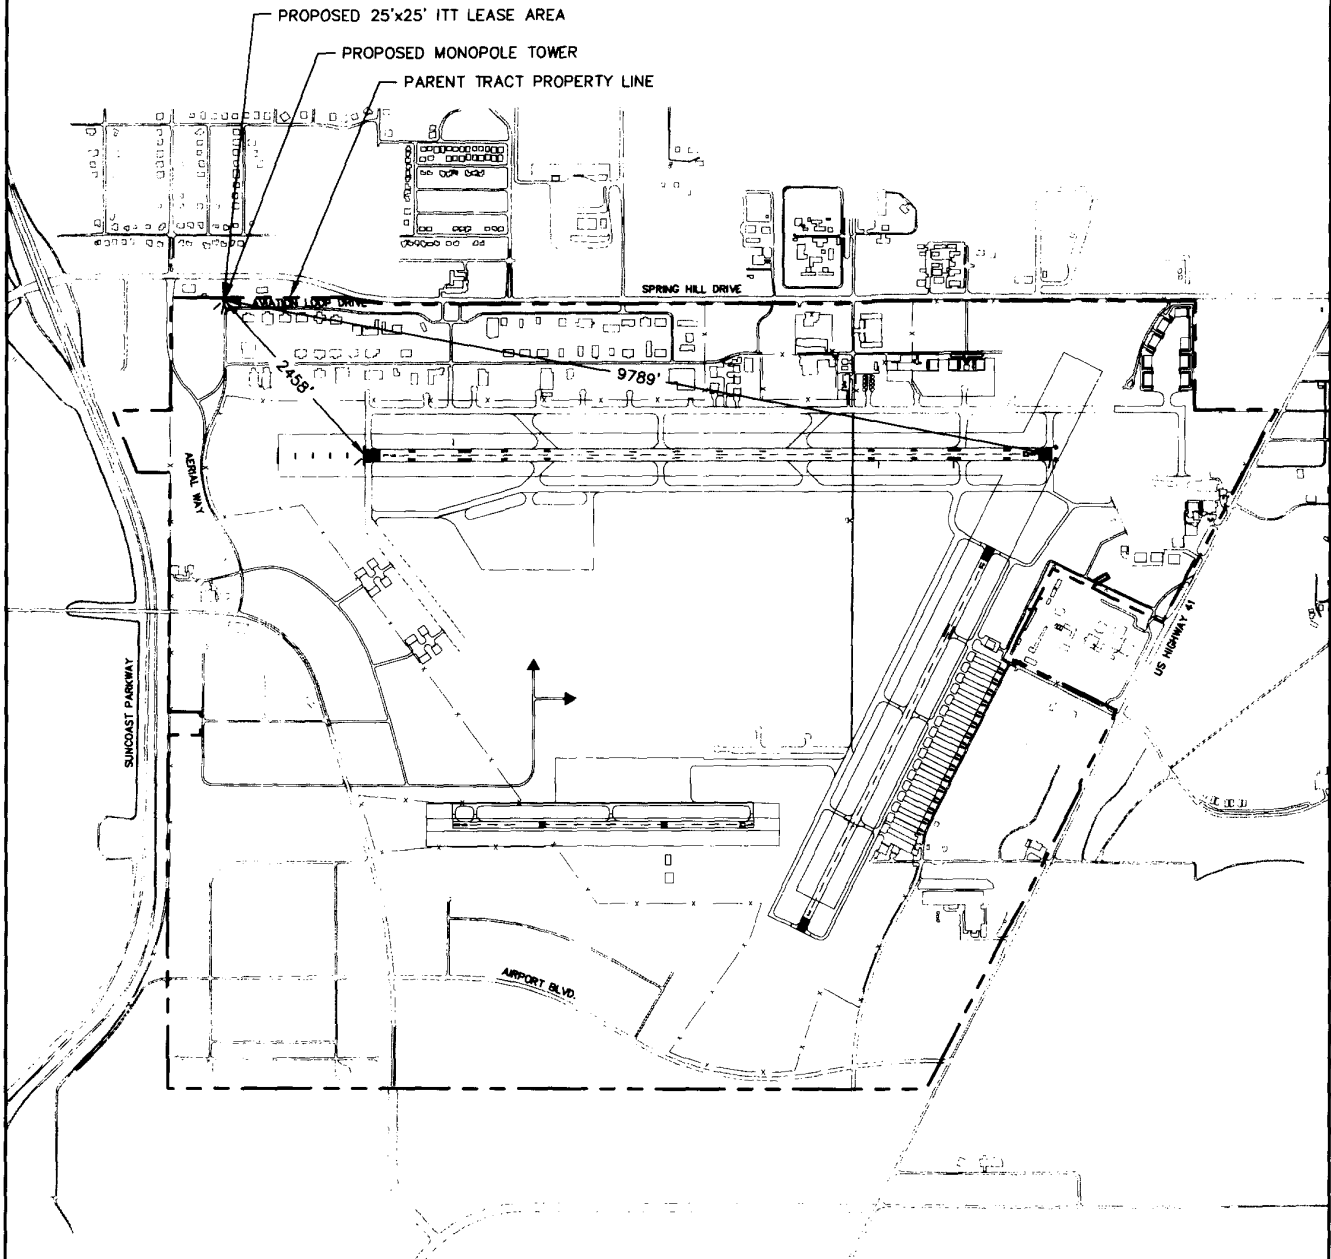 PROPOSED 25'x25' ITT LEASE AREA
PROPOSED MONOPOLE TOWER
PARENT TRACT PROPERTY LINE
SPRING HILL DRIVE
AVIATION LOOP DRIVE
2458'
9789'
AERIAL WAY
US HIGHWAY 41
SUNCOAST PARKWAY
AIRPORT BLVD.